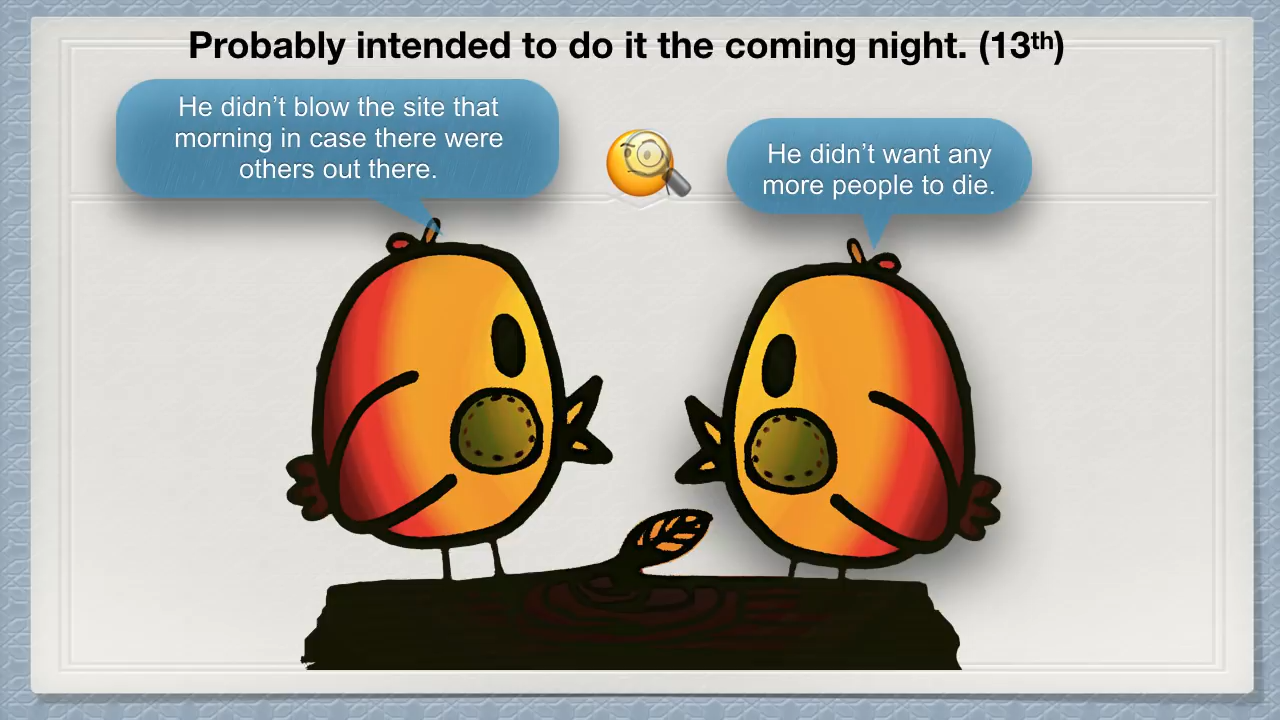 Probably intended to do it the coming night. (13th)
He didn’t blow the site that
morning in case there were
others out there.
He didn’t want any
more people to die.